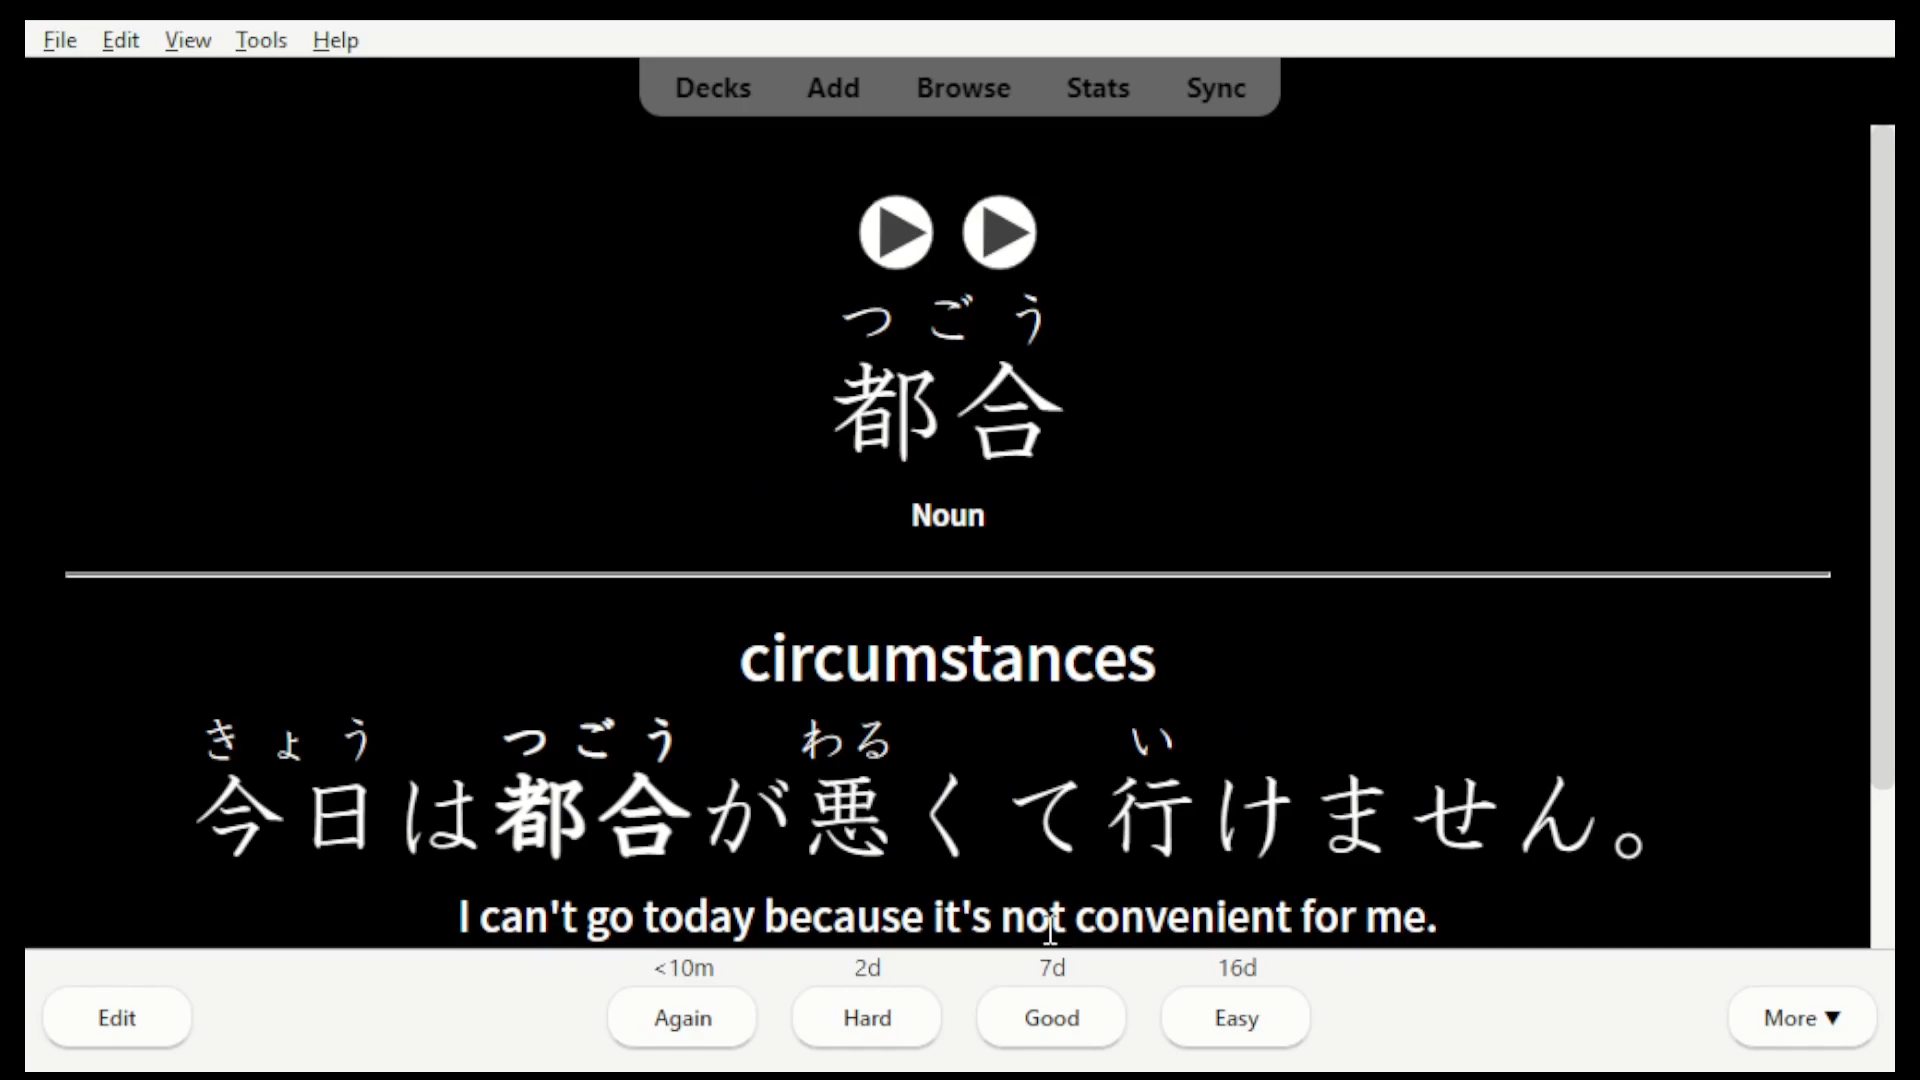 File Edit View Tools Help
Decks Add Browse Stats Sync
つごう
都合
Noun
circumstances
きょう つごう わる い
今日は都合が悪くて行けません。
I can't go today because it's not convenient for me.
<10m 2d 7d 16d
Edit Again Hard Good Easy More ▼